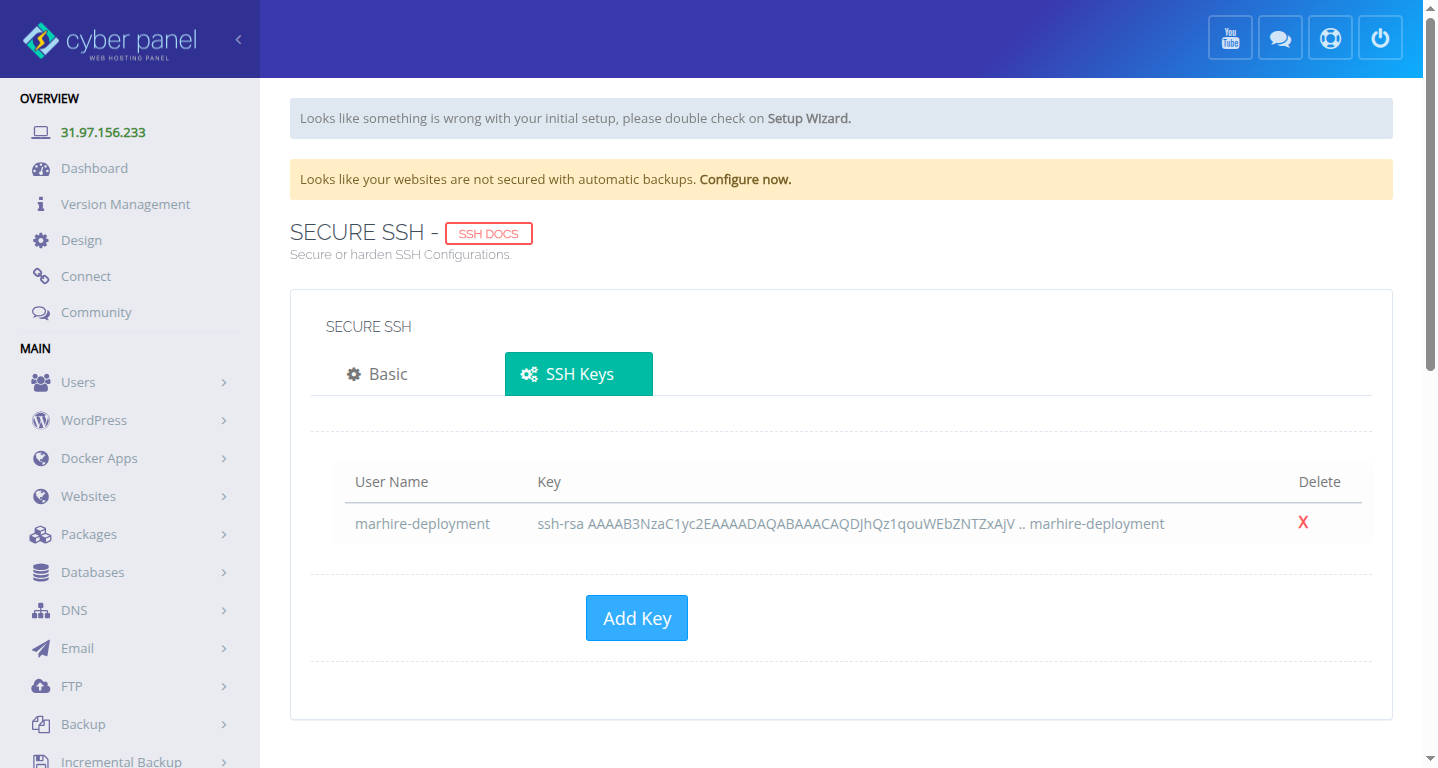 cyber panel
WEB HOSTING PANEL
You
Tube
OVERVIEW
31.97.156.233
Dashboard
Version Management
Design
Connect
Community
MAIN
Users
WordPress
Docker Apps
Websites
Packages
Databases
DNS
Email
FTP
Backup
Incremental Backup
Looks like something is wrong with your initial setup, please double check on Setup WIzard.
Looks like your websites are not secured with automatic backups. Configure now.
SECURE SSH - SSH DOCS
Secure or harden SSH Configurations.
SECURE SSH
Basic
SSH Keys
User Name Key Delete
marhire-deployment ssh-rsa AAAAB3NzaC1yc2EAAAADAQABAAACAQDJhQz1qouWEbZNTZxAjV .. marhire-deployment X
Add Key